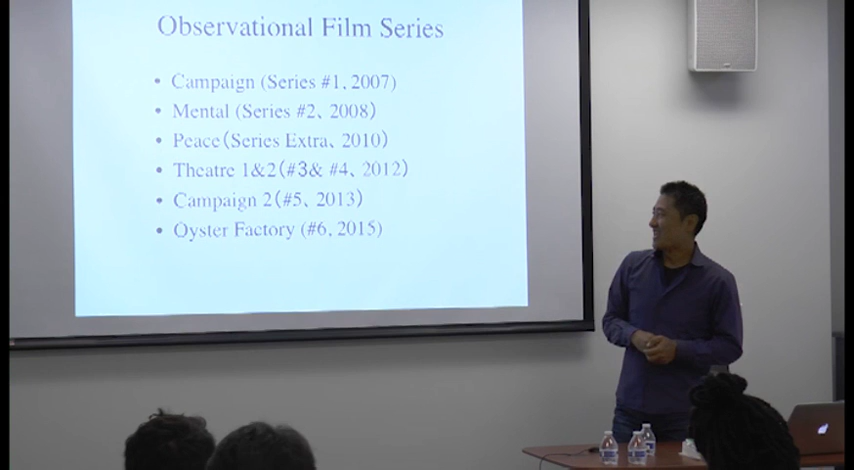 Observational Film Series
• Campaign (Series #1, 2007)
• Mental (Series #2、2008)
• Peace(Series Extra、2010)
• Theatre 1&2(#3& #4、2012)
• Campaign 2(#5、2013)
• Oyster Factory (#6, 2015)